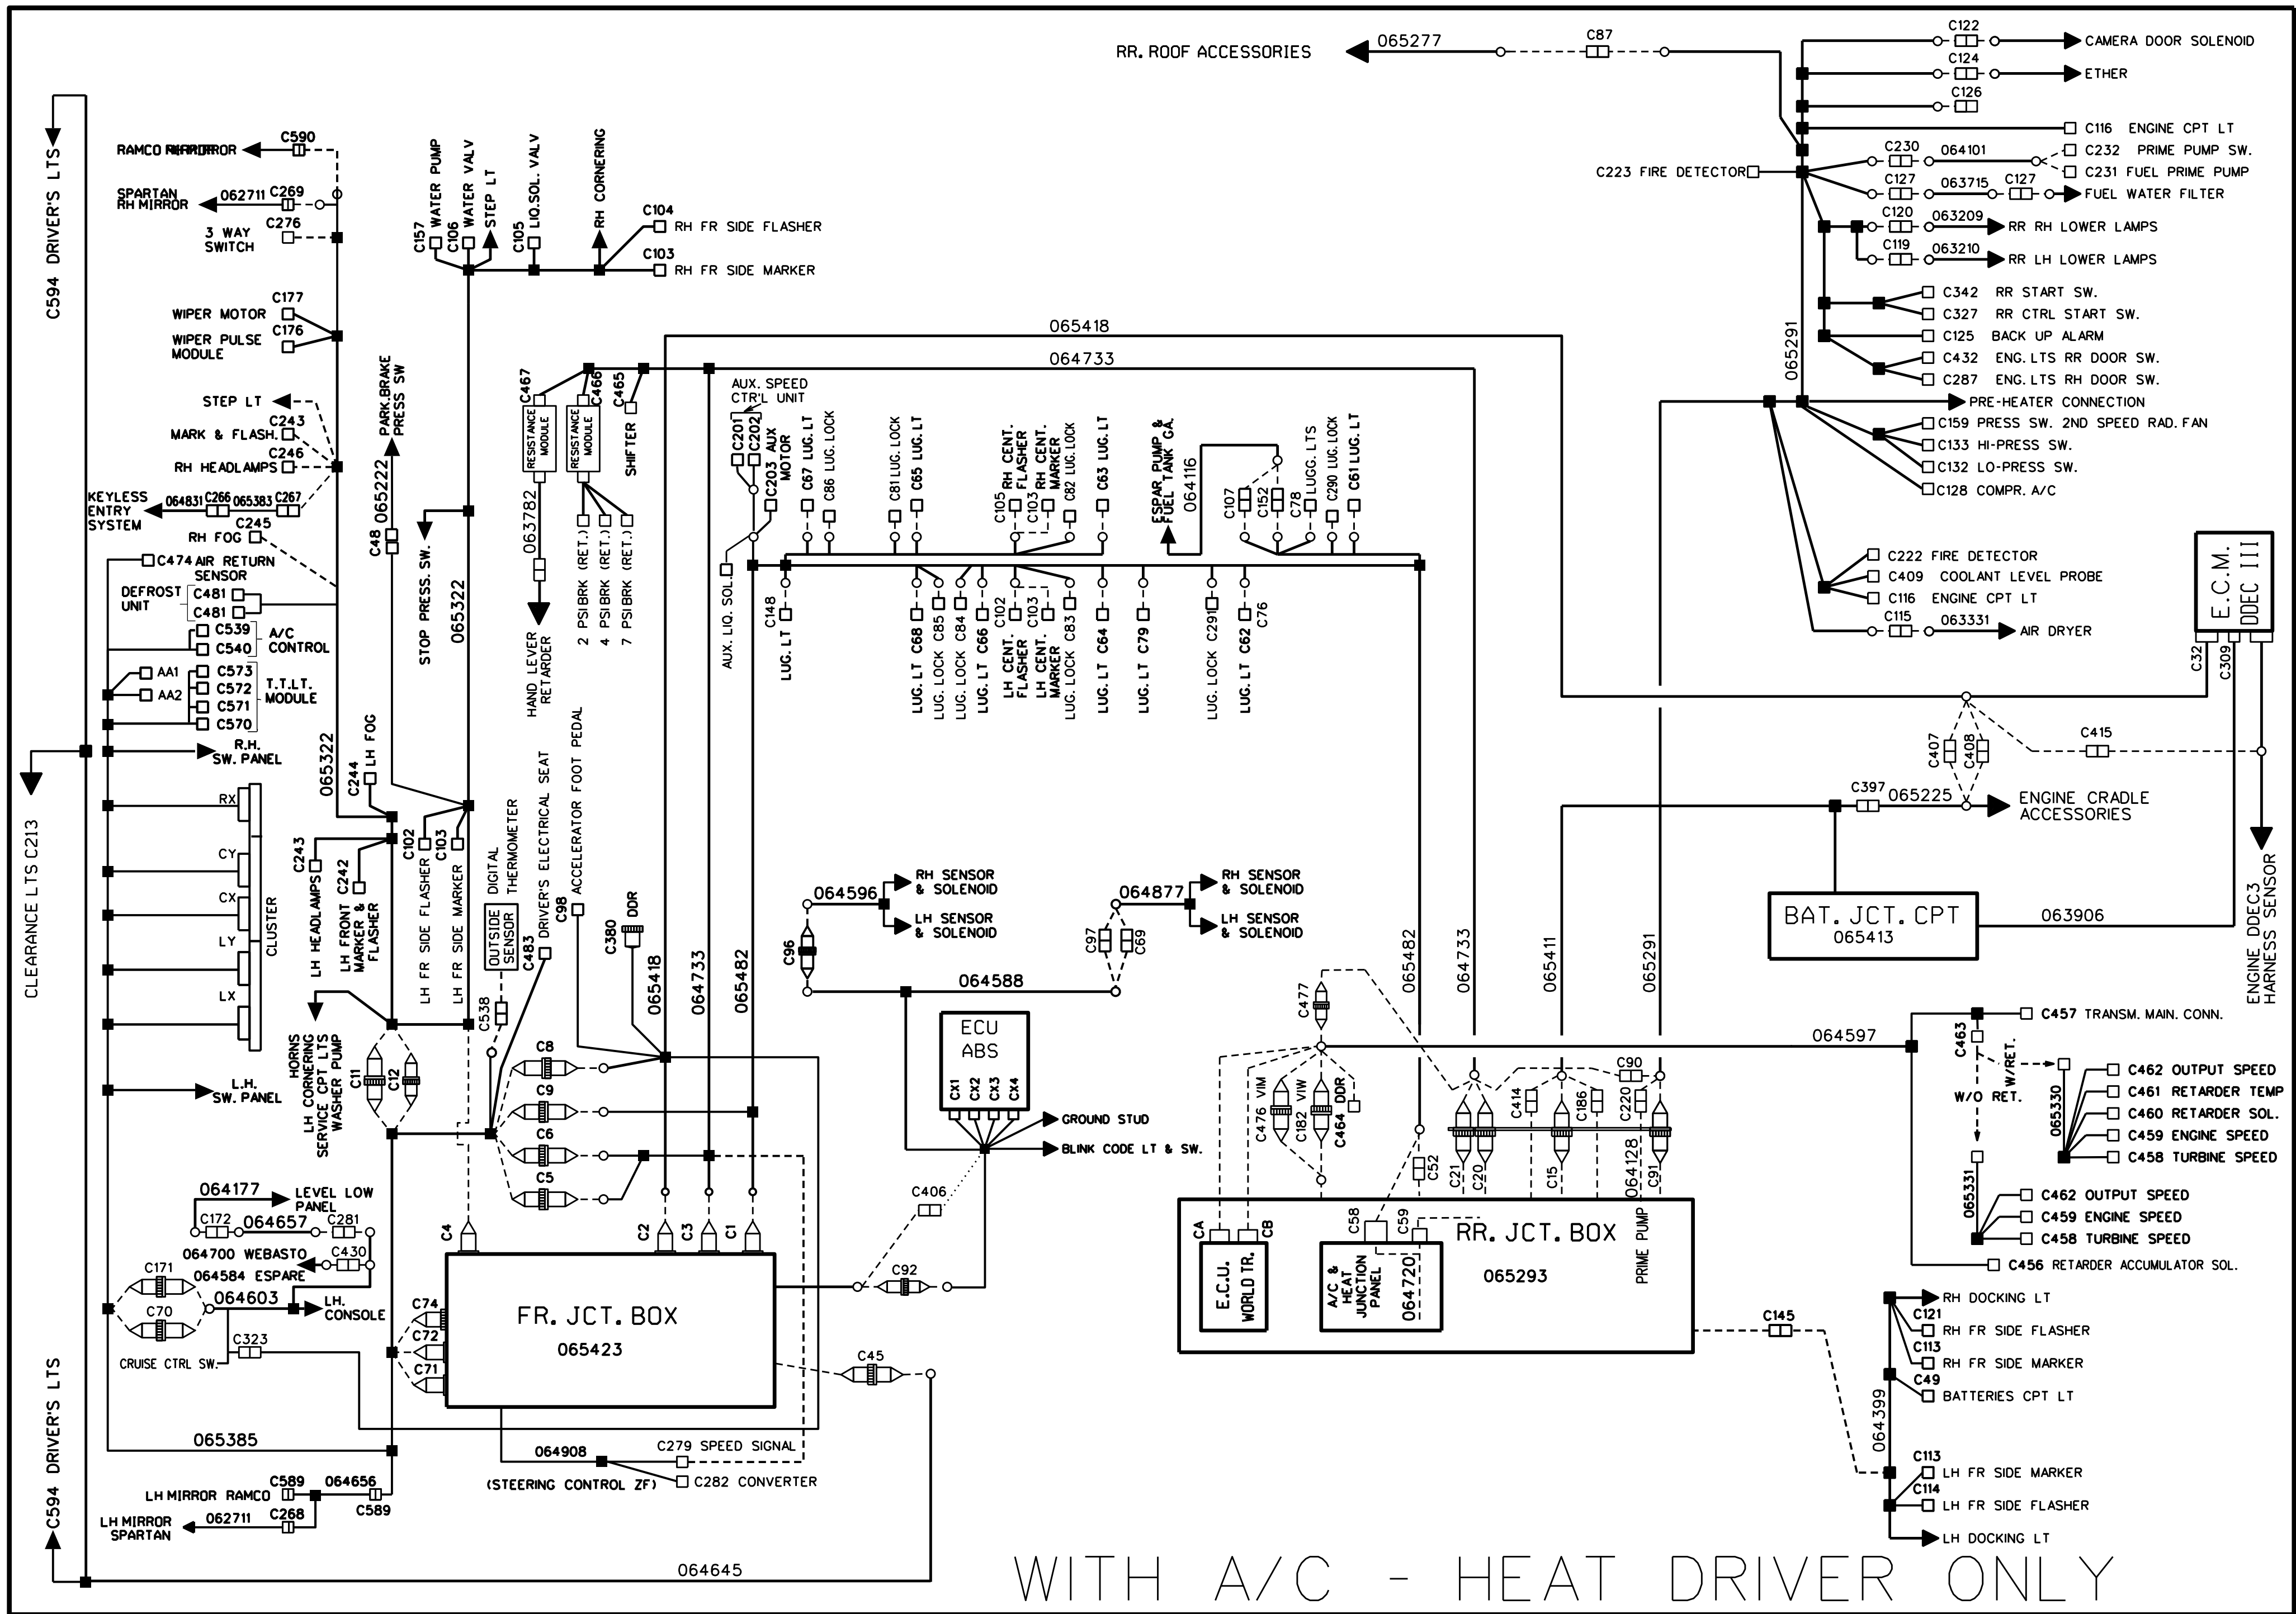 RR. ROOF ACCESSORIES
065277
C87
C122
CAMERA DOOR SOLENOID
C124
ETHER
C126
C116 ENGINE CPT LT
C230
064101
C232 PRIME PUMP SW.
C231 FUEL PRIME PUMP
C223 FIRE DETECTOR
C127
063715
C127
FUEL WATER FILTER
C120
063209
RR RH LOWER LAMPS
C119
063210
RR LH LOWER LAMPS
C342 RR START SW.
C327 RR CTRL START SW.
C125 BACK UP ALARM
C432 ENG. LTS RR DOOR SW.
C287 ENG. LTS RH DOOR SW.
065291
PRE-HEATER CONNECTION
C159 PRESS SW. 2ND SPEED RAD. FAN
C133 HI-PRESS SW.
C132 LO-PRESS SW.
C128 COMPR. A/C
C222 FIRE DETECTOR
C409 COOLANT LEVEL PROBE
C116 ENGINE CPT LT
C115
063331
AIR DRYER
E.C.M.
DDEC III
C32
C309
C594 DRIVER'S LTS
C590
SPARTAN
RH MIRROR
062711
C269
C276
3 WAY
SWITCH
C177
WIPER MOTOR
C176
WIPER PULSE
MODULE
STEP LT
C243
MARK & FLASH.
C246
RH HEADLAMPS
KEYLESS
ENTRY
SYSTEM
064831
C266
065383
C267
C245
RH FOG
C474 AIR RETURN
SENSOR
DEFROST
UNIT
C481
C481
C539
C540
A/C
CONTROL
AA1
AA2
C573
C572
C571
C570
T.T.LT.
MODULE
R.H.
SW. PANEL
CLEARANCE LTS C213
RX
CY
CX
LY
LX
CLUSTER
L.H.
SW. PANEL
C157
WATER PUMP
C106
WATER VALV
STEP LT
C105
LIQ.SOL. VALV
RH CORNERING
C104
RH FR SIDE FLASHER
C103
RH FR SIDE MARKER
PARK.BRAKE
PRESS SW
065222
C48
STOP PRESS. SW.
065322
065322
C244
LH FOG
C243
LH HEADLAMPS
C242
LH FRONT
MARKER &
FLASHER
C102
LH FR SIDE FLASHER
C103
LH FR SIDE MARKER
HORNS
LH CORNERING
SERVICE CPT LTS
WASHER PUMP
C11
C12
065418
064733
C467
RESISTANCE
MODULE
C466
RESISTANCE
MODULE
C465
SHIFTER
063782
HAND LEVER
RETARDER
2 PSI BRK (RET.)
4 PSI BRK (RET.)
7 PSI BRK (RET.)
AUX. SPEED
CTR'L UNIT
C201
C202
C203 AUX
MOTOR
AUX. LIQ. SOL.
C67 LUG. LT
C86 LUG. LOCK
C81 LUG. LOCK
C65 LUG. LT
C105
RH CENT.
FLASHER
C103
RH CENT.
MARKER
C82 LUG. LOCK
C63 LUG. LT
ESPAR PUMP &
FUEL TANK GA.
064116
C107
C152
C78
LUGG. LTS
C290 LUG. LOCK
C61 LUG. LT
LUG. LT
C148
LUG. LT C68
LUG. LOCK C85
LUG. LOCK C84
LUG. LT C66
C102
LH CENT.
FLASHER
C103
LH CENT.
MARKER
LUG. LOCK C83
LUG. LT C64
LUG. LT C79
LUG. LOCK C291
LUG. LT C62
C76
DIGITAL
THERMOMETER
OUTSIDE
SENSOR
C538
C483
DRIVER'S ELECTRICAL SEAT
C98
ACCELERATOR FOOT PEDAL
C380
DDR
065418
064733
065482
C8
C9
C6
C5
C4
C2
C3
C1
C96
064596
RH SENSOR
& SOLENOID
LH SENSOR
& SOLENOID
C97
C69
064877
RH SENSOR
& SOLENOID
LH SENSOR
& SOLENOID
064588
ECU
ABS
CX1
CX2
CX3
CX4
GROUND STUD
BLINK CODE LT & SW.
C406
C92
C45
C407
C408
C415
C397
065225
ENGINE CRADLE
ACCESSORIES
BAT. JCT. CPT
065413
063906
ENGINE DDEC3
HARNESS SENSOR
065482
064733
065411
065291
C477
C476 VIM
C182 VIW
C464 DDR
C52
C21
C20
C414
C15
C186
C90
C220
064128
C91
PRIME PUMP
064597
RR. JCT. BOX
065293
CA
CB
E.C.U.
WORLD TR.
C58
C59
A/C &
HEAT
JUNCTION
PANEL
064720
C145
C457 TRANSM. MAIN. CONN.
C463
W/RET.
W/O RET.
065330
C462 OUTPUT SPEED
C461 RETARDER TEMP
C460 RETARDER SOL.
C459 ENGINE SPEED
C458 TURBINE SPEED
065331
C462 OUTPUT SPEED
C459 ENGINE SPEED
C458 TURBINE SPEED
C456 RETARDER ACCUMULATOR SOL.
RH DOCKING LT
C121
RH FR SIDE FLASHER
C113
RH FR SIDE MARKER
C49
BATTERIES CPT LT
064399
C113
LH FR SIDE MARKER
C114
LH FR SIDE FLASHER
LH DOCKING LT
064177
LEVEL LOW
PANEL
C172
064657
C281
064700 WEBASTO
C430
064584 ESPARE
C171
064603
C70
LH.
CONSOLE
C323
CRUISE CTRL SW.
C74
C72
C71
FR. JCT. BOX
065423
C594 DRIVER'S LTS
065385
064908
C279 SPEED SIGNAL
(STEERING CONTROL ZF)
C282 CONVERTER
LH MIRROR RAMCO
C589
064656
C589
LH MIRROR
SPARTAN
062711
C268
064645
WITH A/C - HEAT DRIVER ONLY